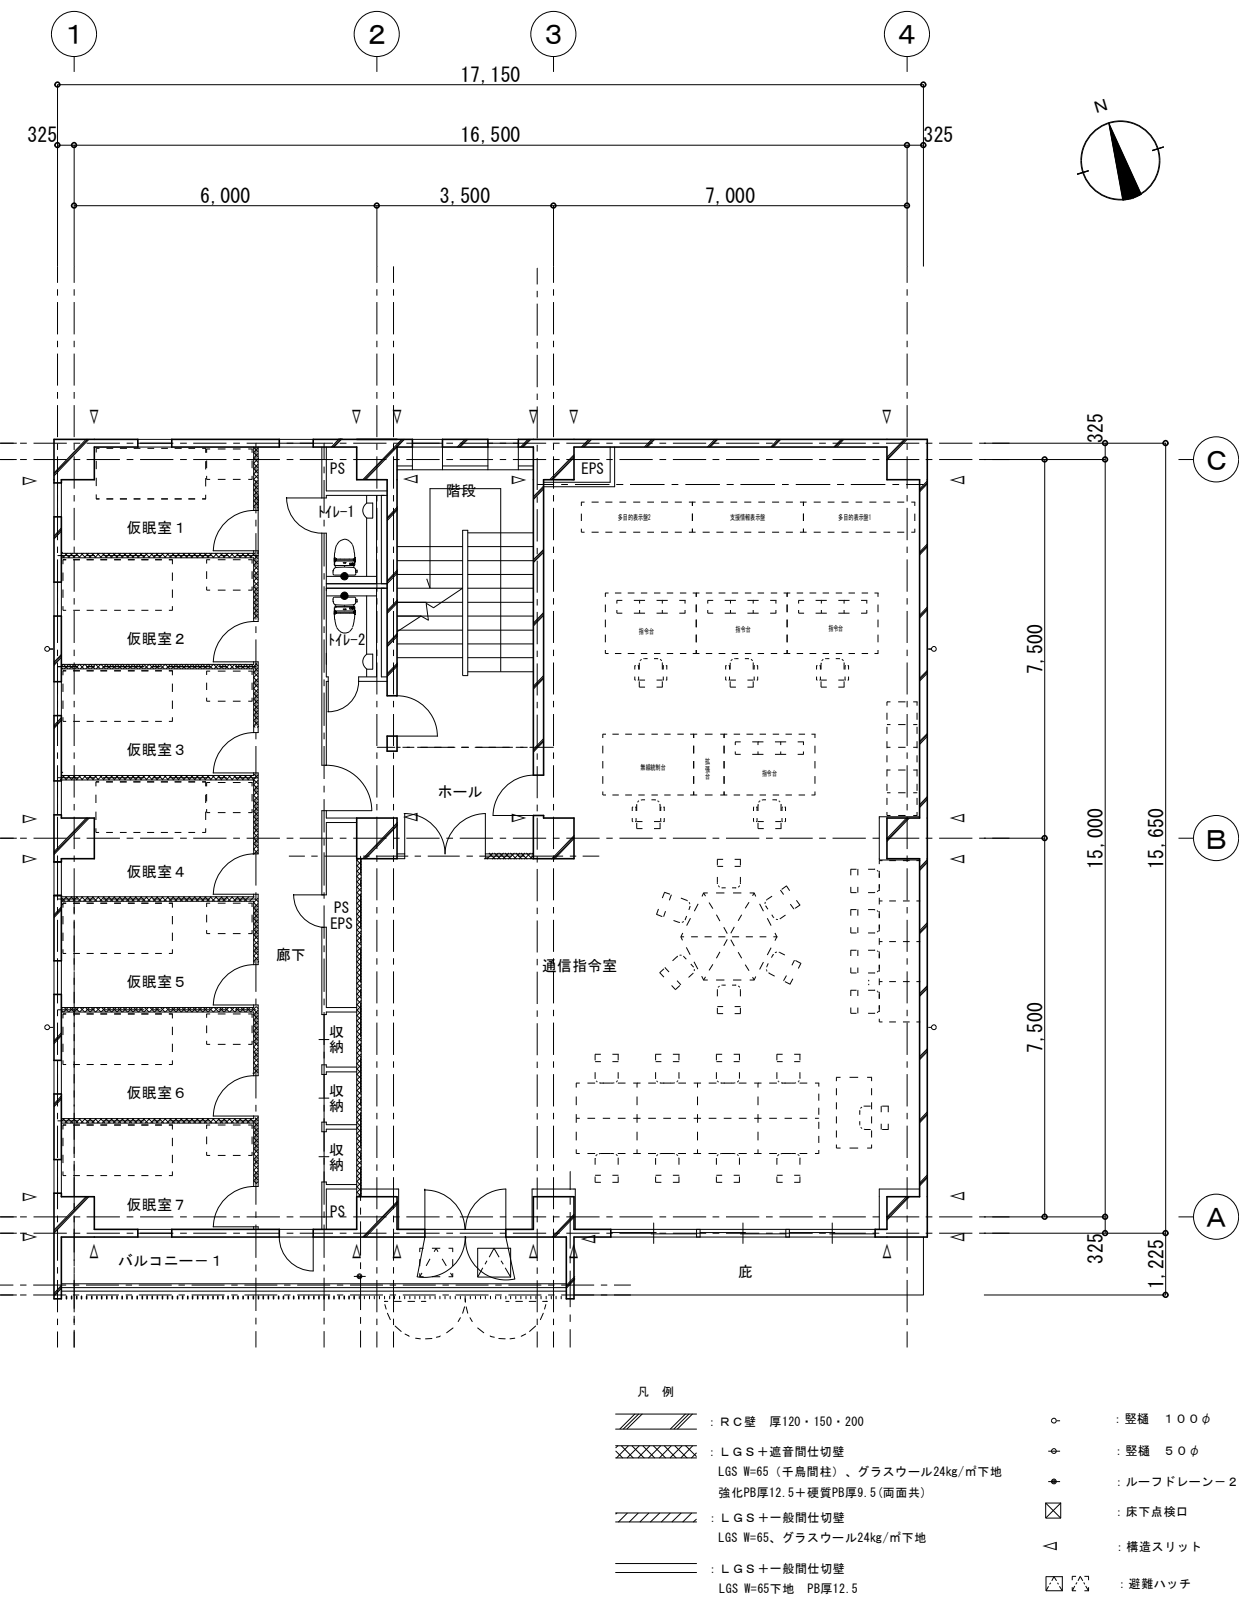 1 2 3 4
17,150
325 16,500 325
N
6,000 3,500 7,000
325
C
PS
階段
EPS
仮眠室1
トイレ-1
多目的表示盤2 支援情報表示盤 多目的表示盤1
指令台 指令台 指令台
仮眠室2
トイレ-2
7,500
仮眠室3
無線統制台
拡張台
指令台
ホール
15,000
15,650
B
仮眠室4
PS
EPS
廊下
通信指令室
仮眠室5
7,500
収納
仮眠室6
収納
収納
仮眠室7
PS
A
バルコニー-1
庇
325
1,225
凡 例
:RC壁 厚120・150・200
:LGS+遮音間仕切壁
LGS W=65(千鳥間柱)、グラスウール24kg/㎡下地
強化PB厚12.5+硬質PB厚9.5(両面共)
:LGS+一般間仕切壁
LGS W=65、グラスウール24kg/㎡下地
:LGS+一般間仕切壁
LGS W=65下地 PB厚12.5
:竪樋 100φ
:竪樋 50φ
:ルーフドレーン-2
:床下点検口
:構造スリット
:避難ハッチ